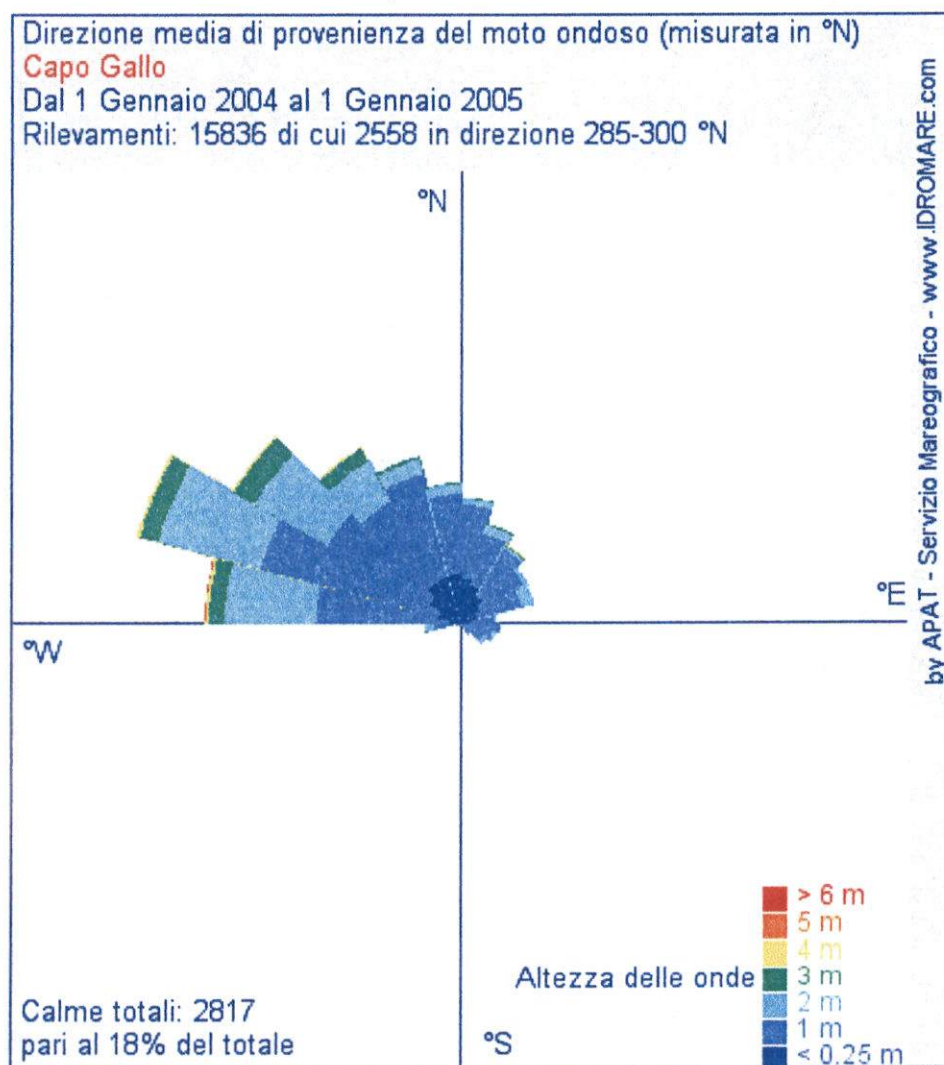 Direzione media di provenienza del moto ondoso (misurata in °N)
Capo Gallo
Dal 1 Gennaio 2004 al 1 Gennaio 2005
Rilevamenti: 15836 di cui 2558 in direzione 285-300 °N
by APAT - Servizio Mareografico - www.IDROMARE.com
°N
°E
°W
> 6 m
5 m
4 m
Altezza delle onde
3 m
2 m
1 m
< 0.25 m
Calme totali: 2817
pari al 18% del totale
°S